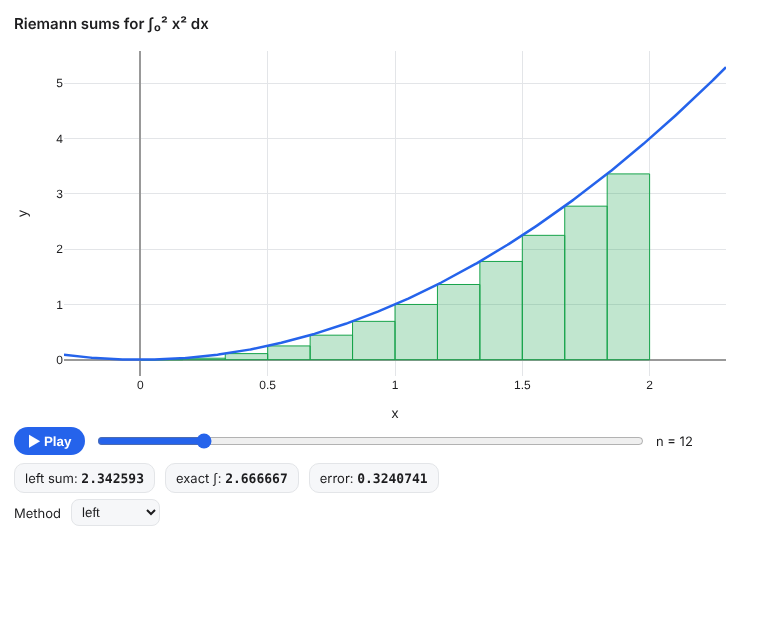 Riemann sums for ∫₀² x² dx
5
4
3
2
1
0
y
0 0.5 1 1.5 2
x
▶ Play n = 12
left sum: 2.342593 exact ∫: 2.666667 error: 0.3240741
Method left